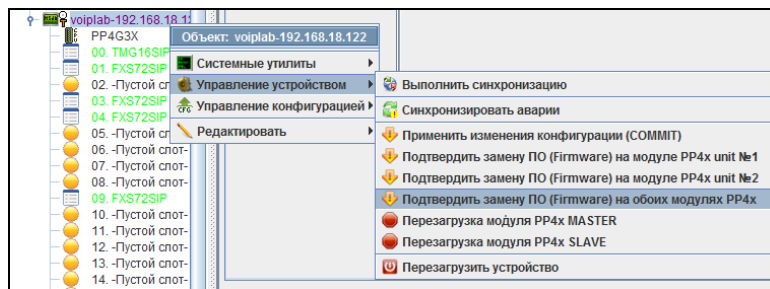 voiplab-192.168.18.1
PP4G3X
00. TMG16SIP
01. FXS72SIP
02. -Пустой сл
03. FXS72SIP
04. FXS72SIP
05. -Пустой сл
06. -Пустой слот-
07. -Пустой слот-
08. -Пустой слот-
09. FXS72SIP
10. -Пустой слот-
11. -Пустой слот-
12. -Пустой слот-
13. -Пустой слот-
14. -Пустой слот-
Объект: voiplab-192.168.18.122
Системные утилиты
Управление устройством
Управление конфигурацией
Редактировать
Выполнить синхронизацию
Синхронизировать аварии
Применить изменения конфигурации (COMMIT)
Подтвердить замену ПО (Firmware) на модуле PP4x unit №1
Подтвердить замену ПО (Firmware) на модуле PP4x unit №2
Подтвердить замену ПО (Firmware) на обоих модулях PP4x
Перезагрузка модуля PP4x MASTER
Перезагрузка модуля PP4x SLAVE
Перезагрузить устройство